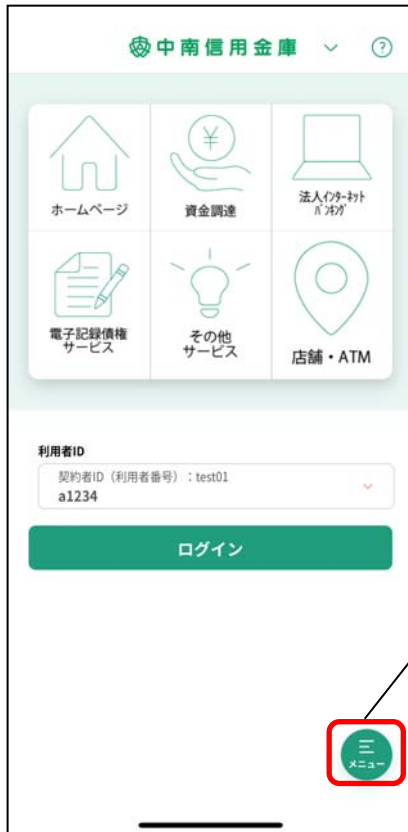 中南信用金庫
?
¥
ホームページ
資金調達
法人インターネット
バンキング
電子記録債権
サービス
その他
サービス
店舗・ATM
利用者ID
契約者ID（利用者番号）：test01
a1234
ログイン
メニュー